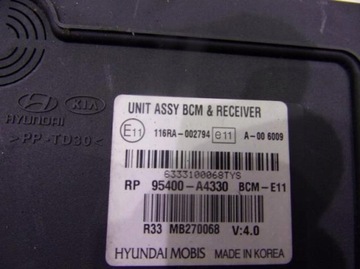 HYUNDAI
KIA
>PP-TD30<
UNIT ASSY BCM & RECEIVER
E11 116RA-002794 e11 A-00 6009
6333100068TYS
RP 95400-A4330 BCM-E11
R33 MB270068 V:4.0
HYUNDAI MOBIS MADE IN KOREA